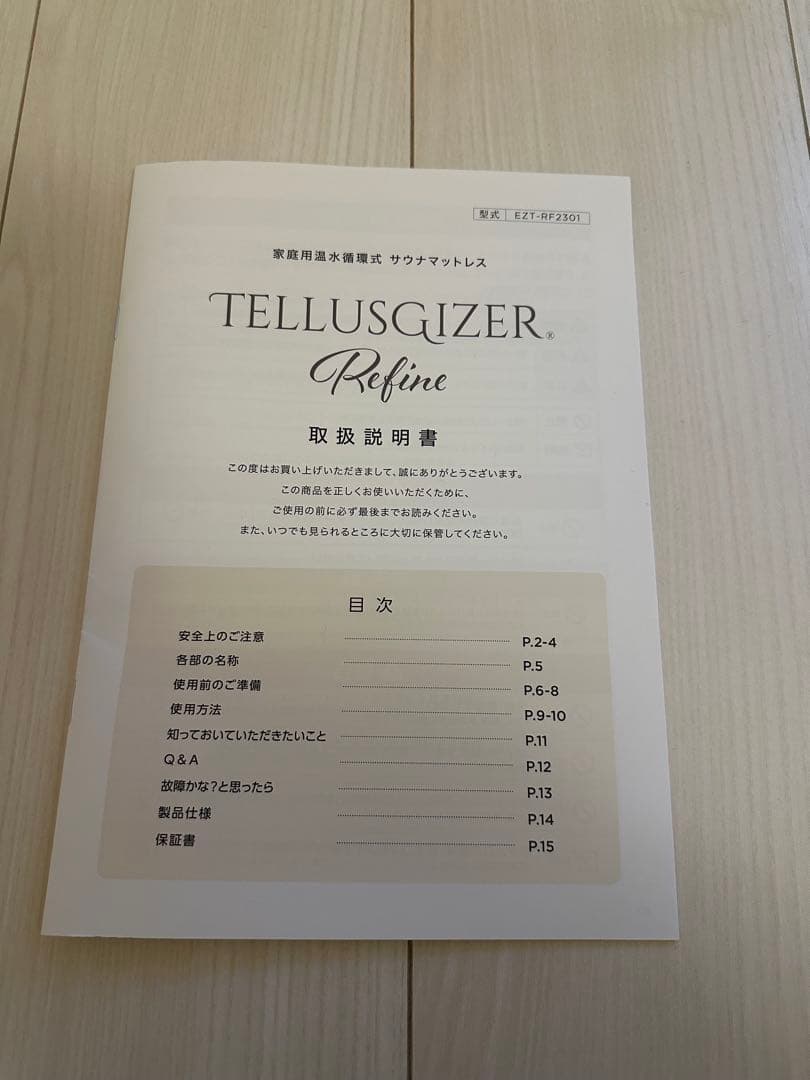 型式 EZT-RF2301
家庭用温水循環式 サウナマットレス
TELLUSGIZER®
Refine
取扱説明書
この度はお買い上げいただきまして、誠にありがとうございます。
この商品を正しくお使いいただくために、
ご使用の前に必ず最後までお読みください。
また、いつでも見られるところに大切に保管してください。
目次
安全上のご注意 P.2-4
各部の名称 P.5
使用前のご準備 P.6-8
使用方法 P.9-10
知っておいていただきたいこと P.11
Q&A P.12
故障かな?と思ったら P.13
製品仕様 P.14
保証書 P.15